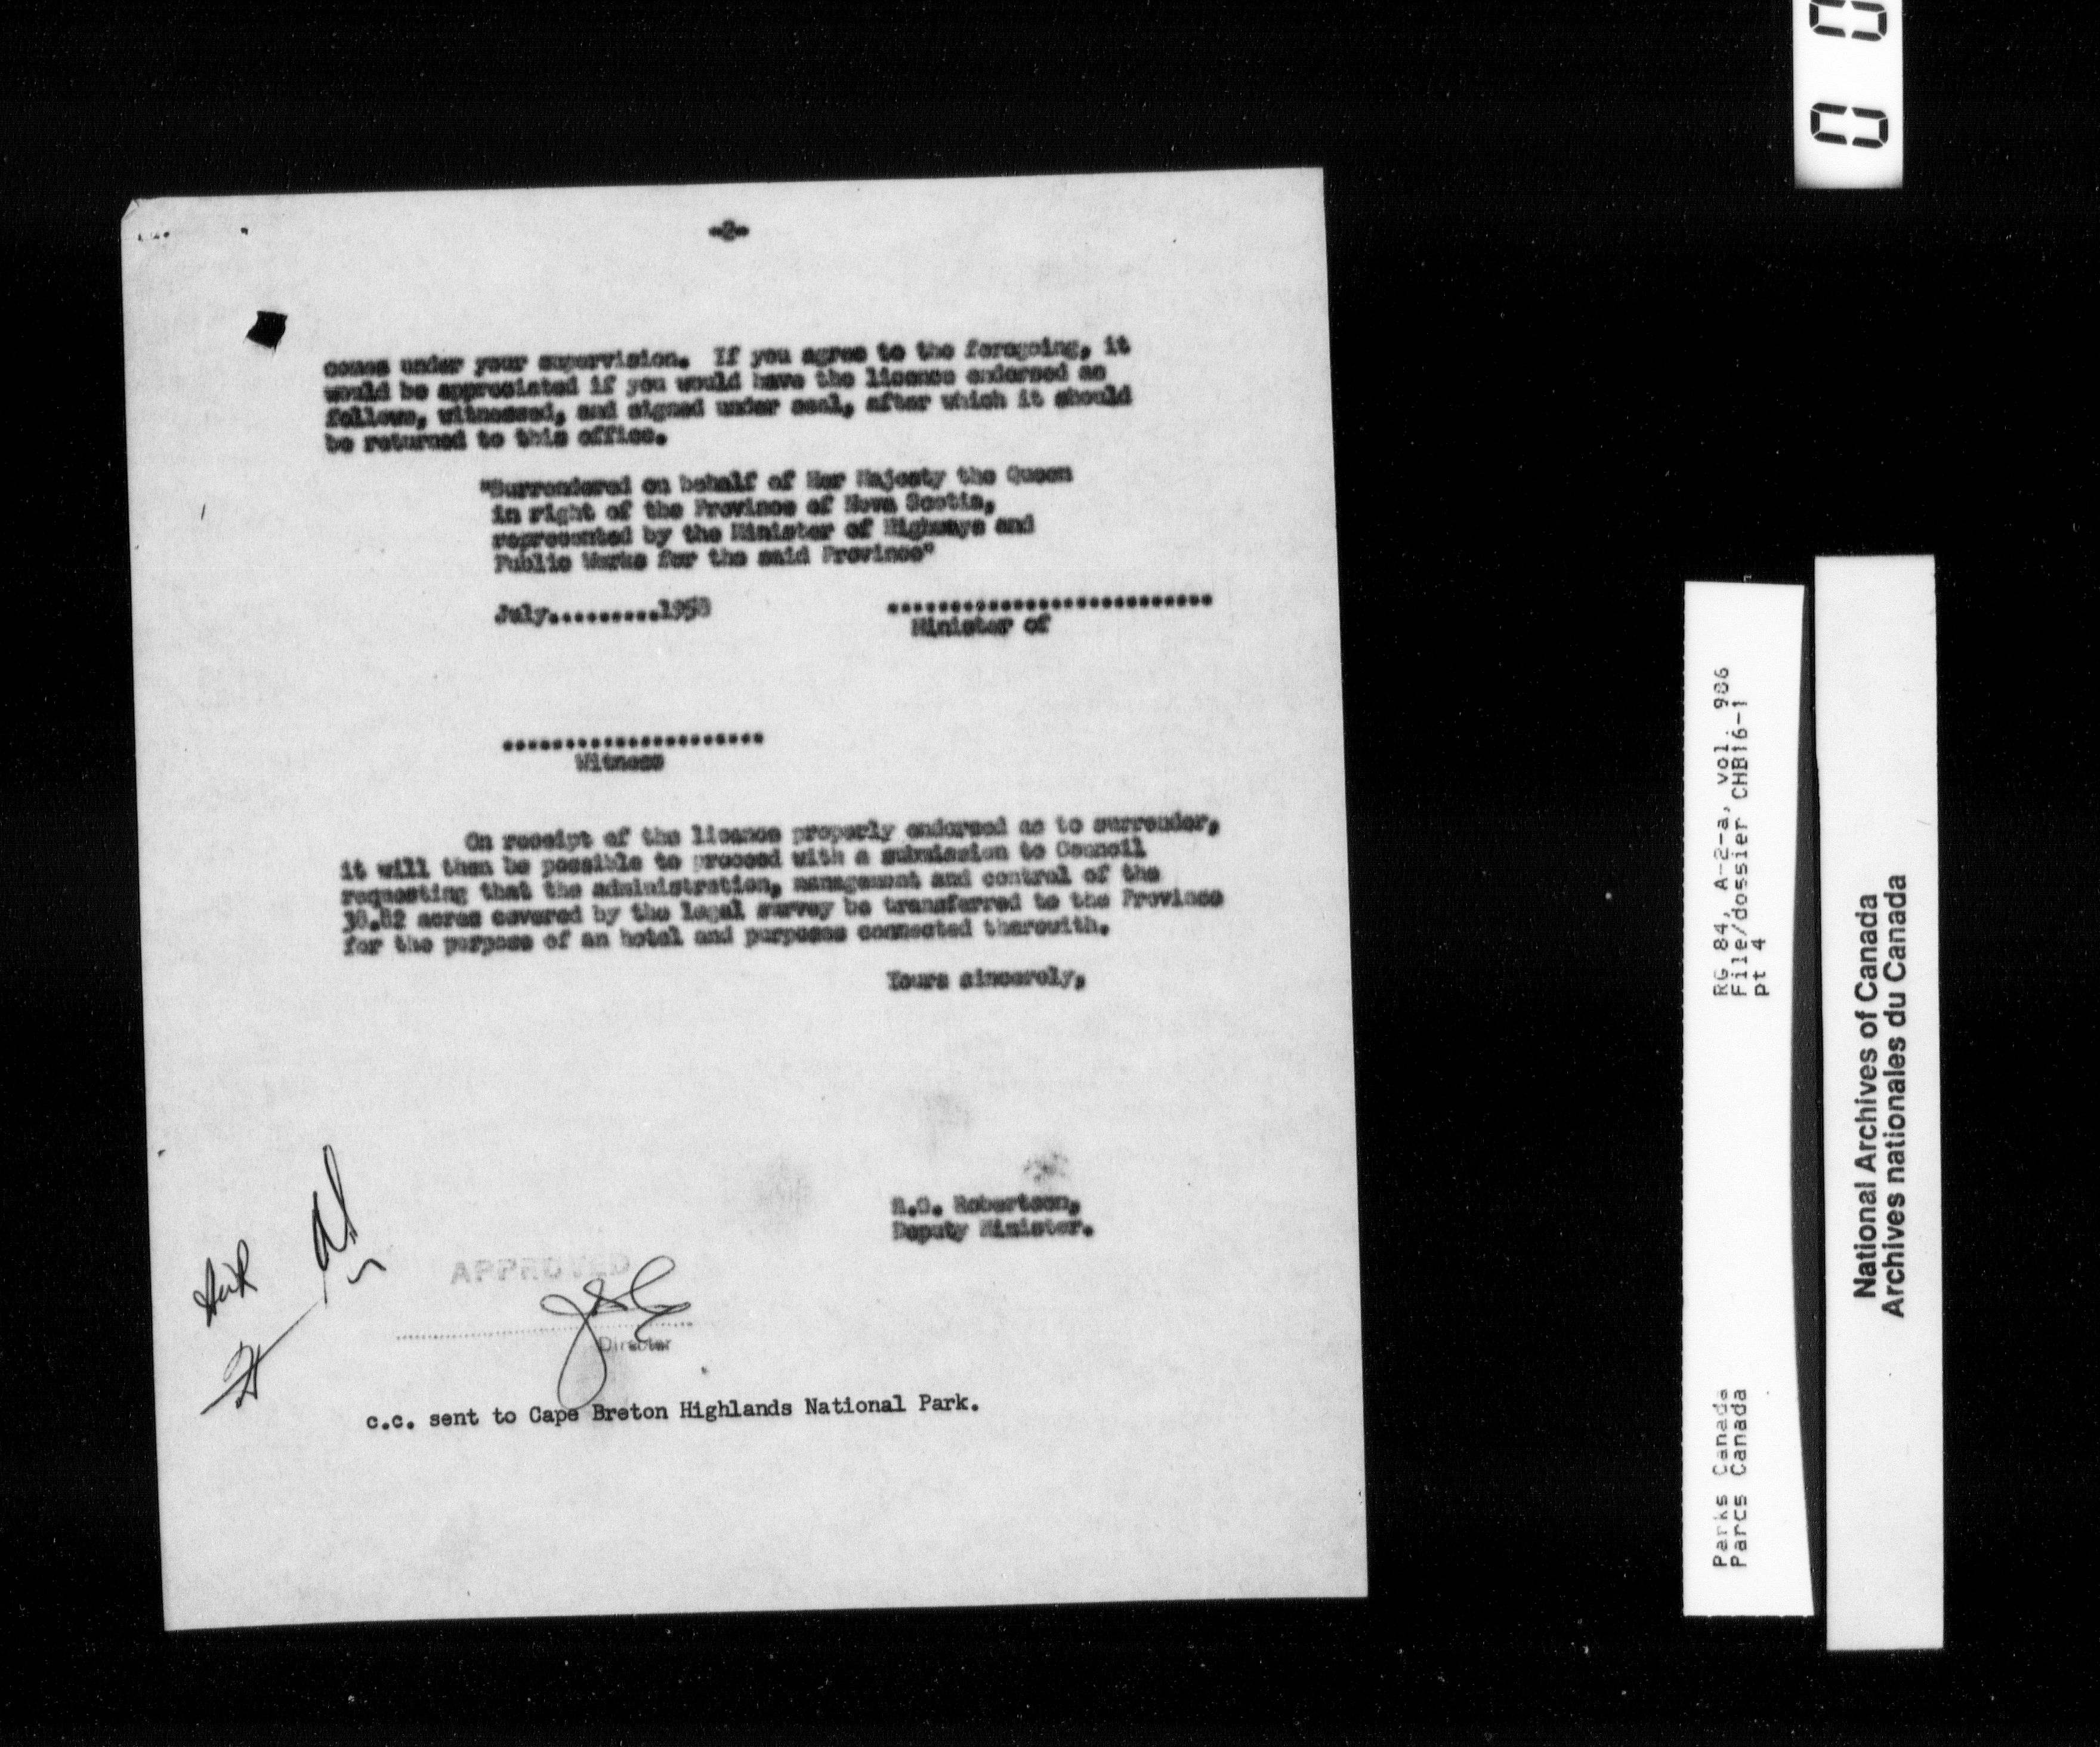 -2-
comes under your supervision. If you agree to the foregoing, it
would be appreciated if you would have the licence endorsed as
follows, witnessed, and signed under seal, after which it should
be returned to this office.
"Surrendered on behalf of Her Majesty the Queen
in right of the Province of Nova Scotia,
represented by the Minister of Highways and
Public Works for the said Province"
July..........1958
..........................
Minister of
.....................
Witness
On receipt of the licence properly endorsed as to surrender,
it will then be possible to proceed with a submission to Council
requesting that the administration, management and control of the
acres covered by the legal survey be transferred to the Province
for the purpose of an hotel and purposes connected therewith.
Yours sincerely,
Robertson,
Deputy Minister.
APPROVED
Director
c.c. sent to Cape Breton Highlands National Park.
0 0
RG 84, A-2-a, vol. 986
File/dossier CHB16-1
pt 4
Parks Canada
Parcs Canada
National Archives of Canada
Archives nationales du Canada